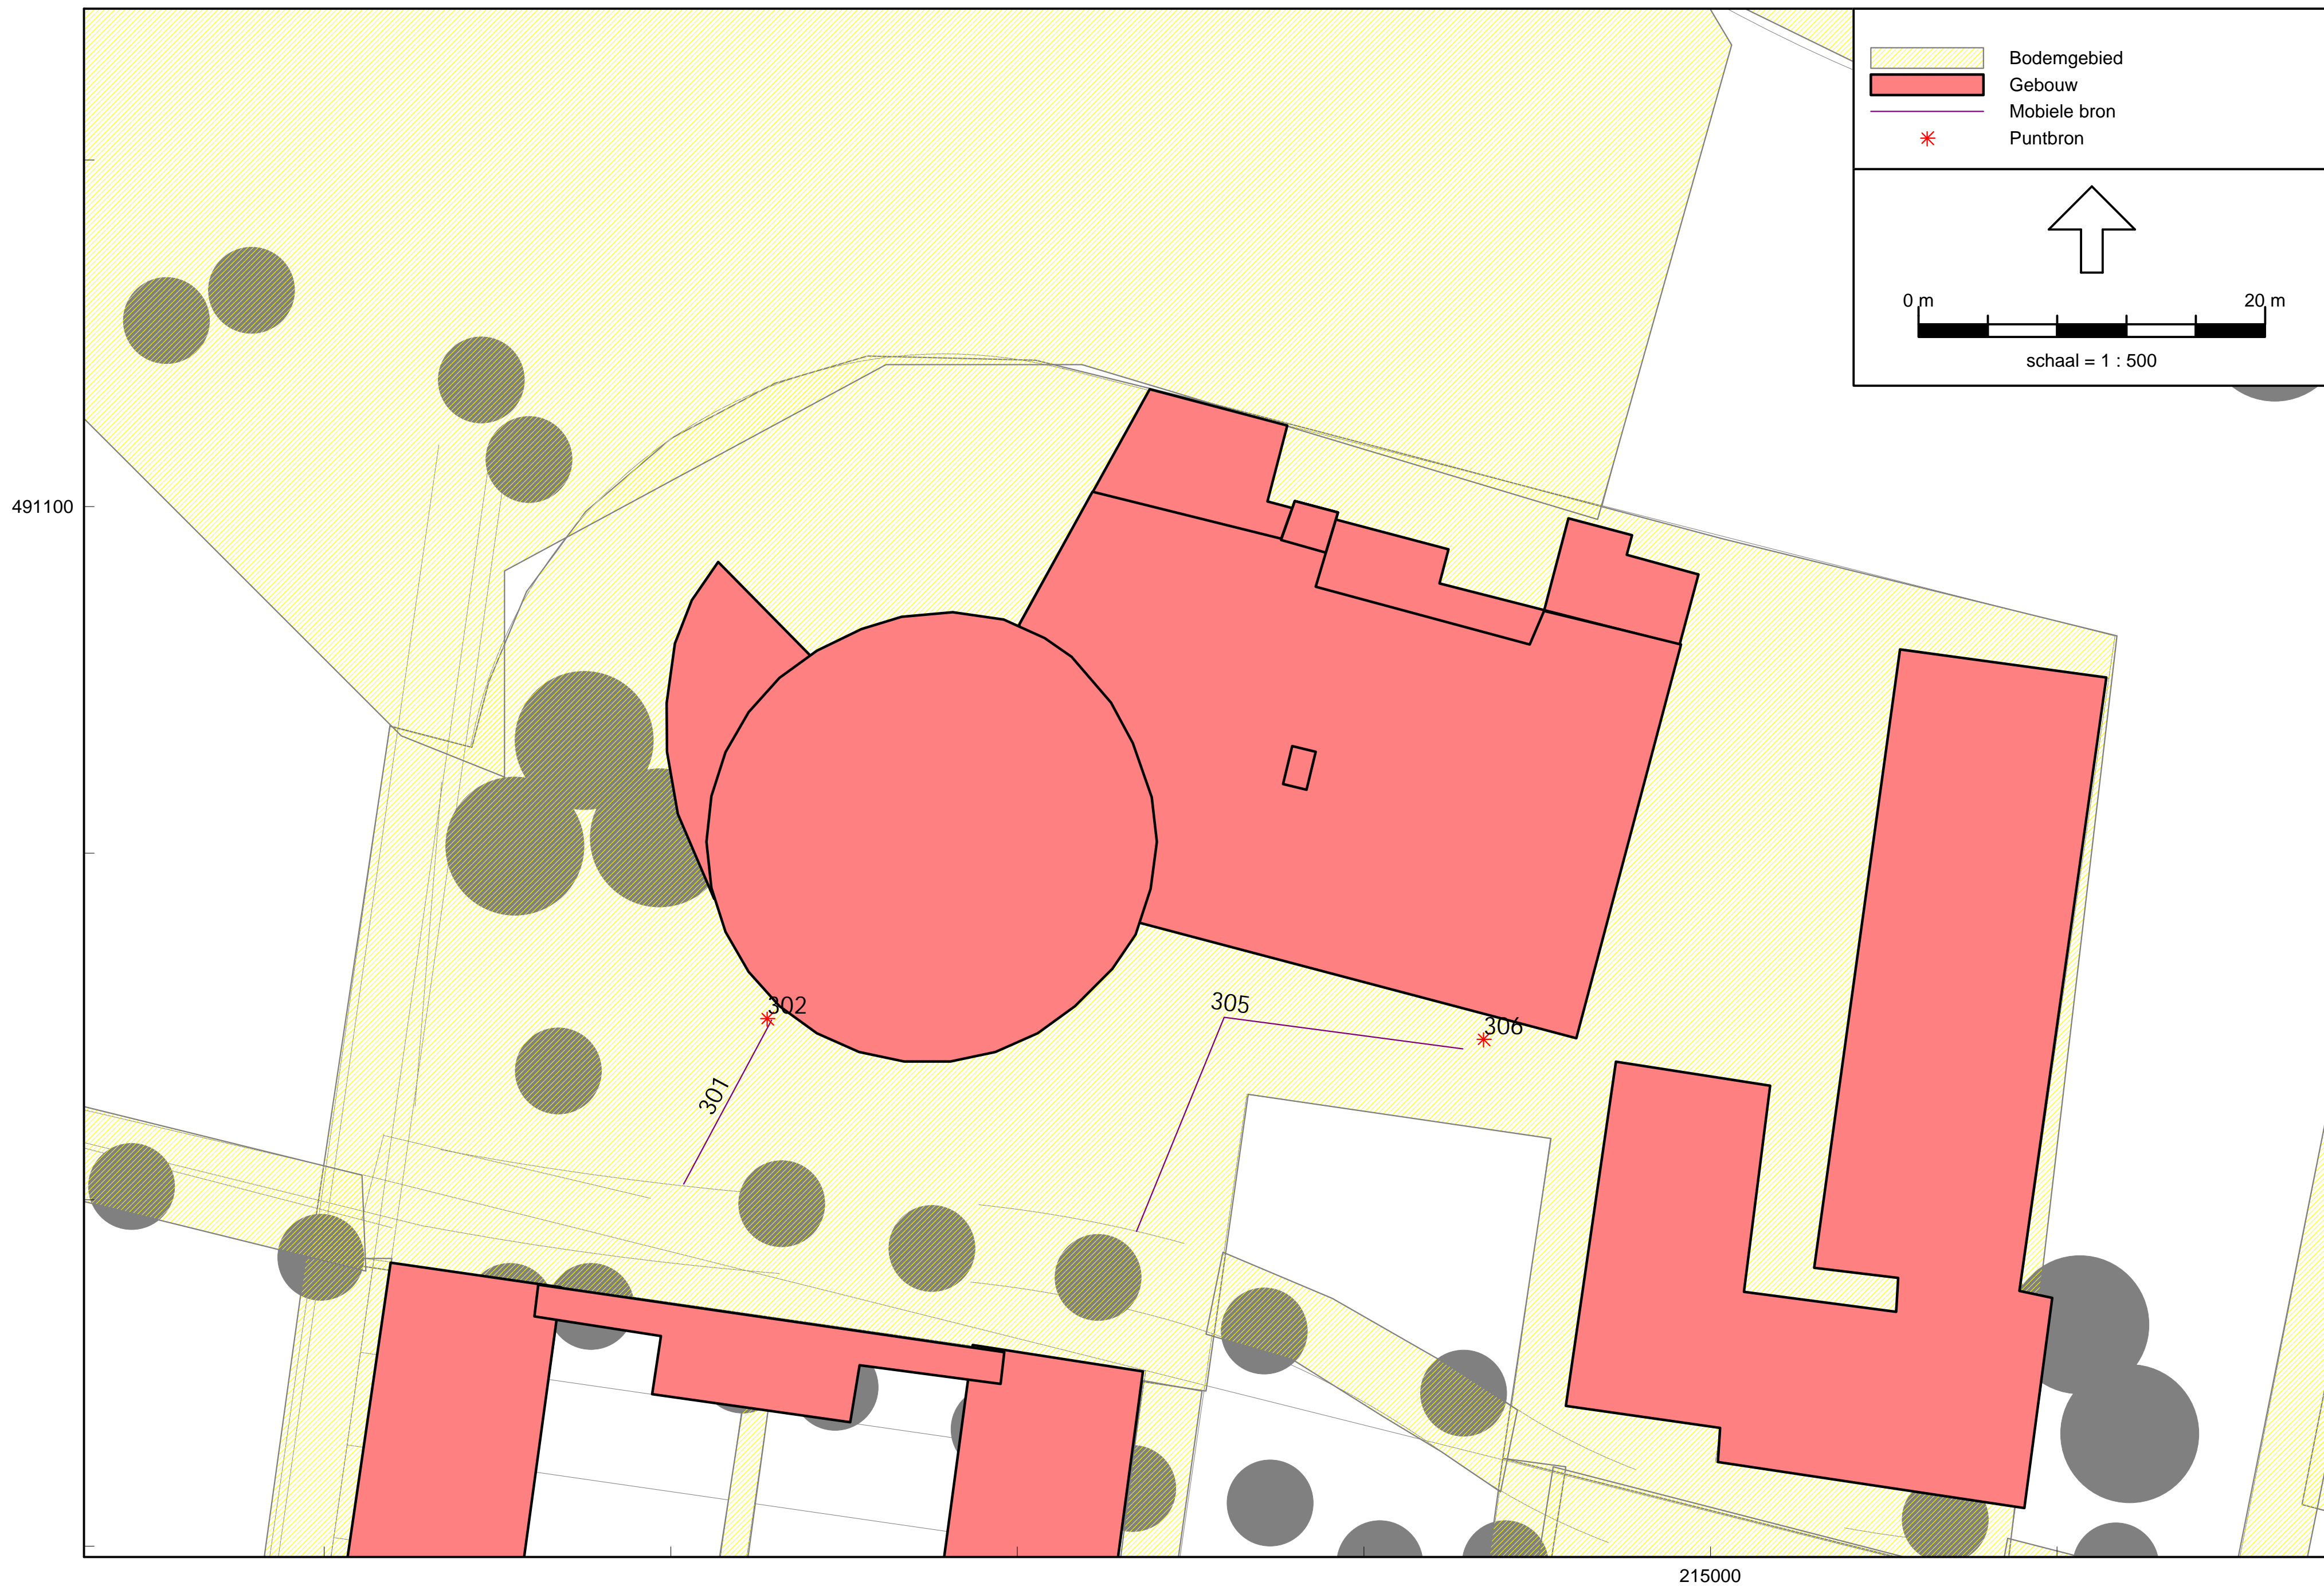 Bodemgebied
Gebouw
Mobiele bron
Puntbron
0 m 20 m
schaal = 1 : 500
491100
302
305
306
301
215000